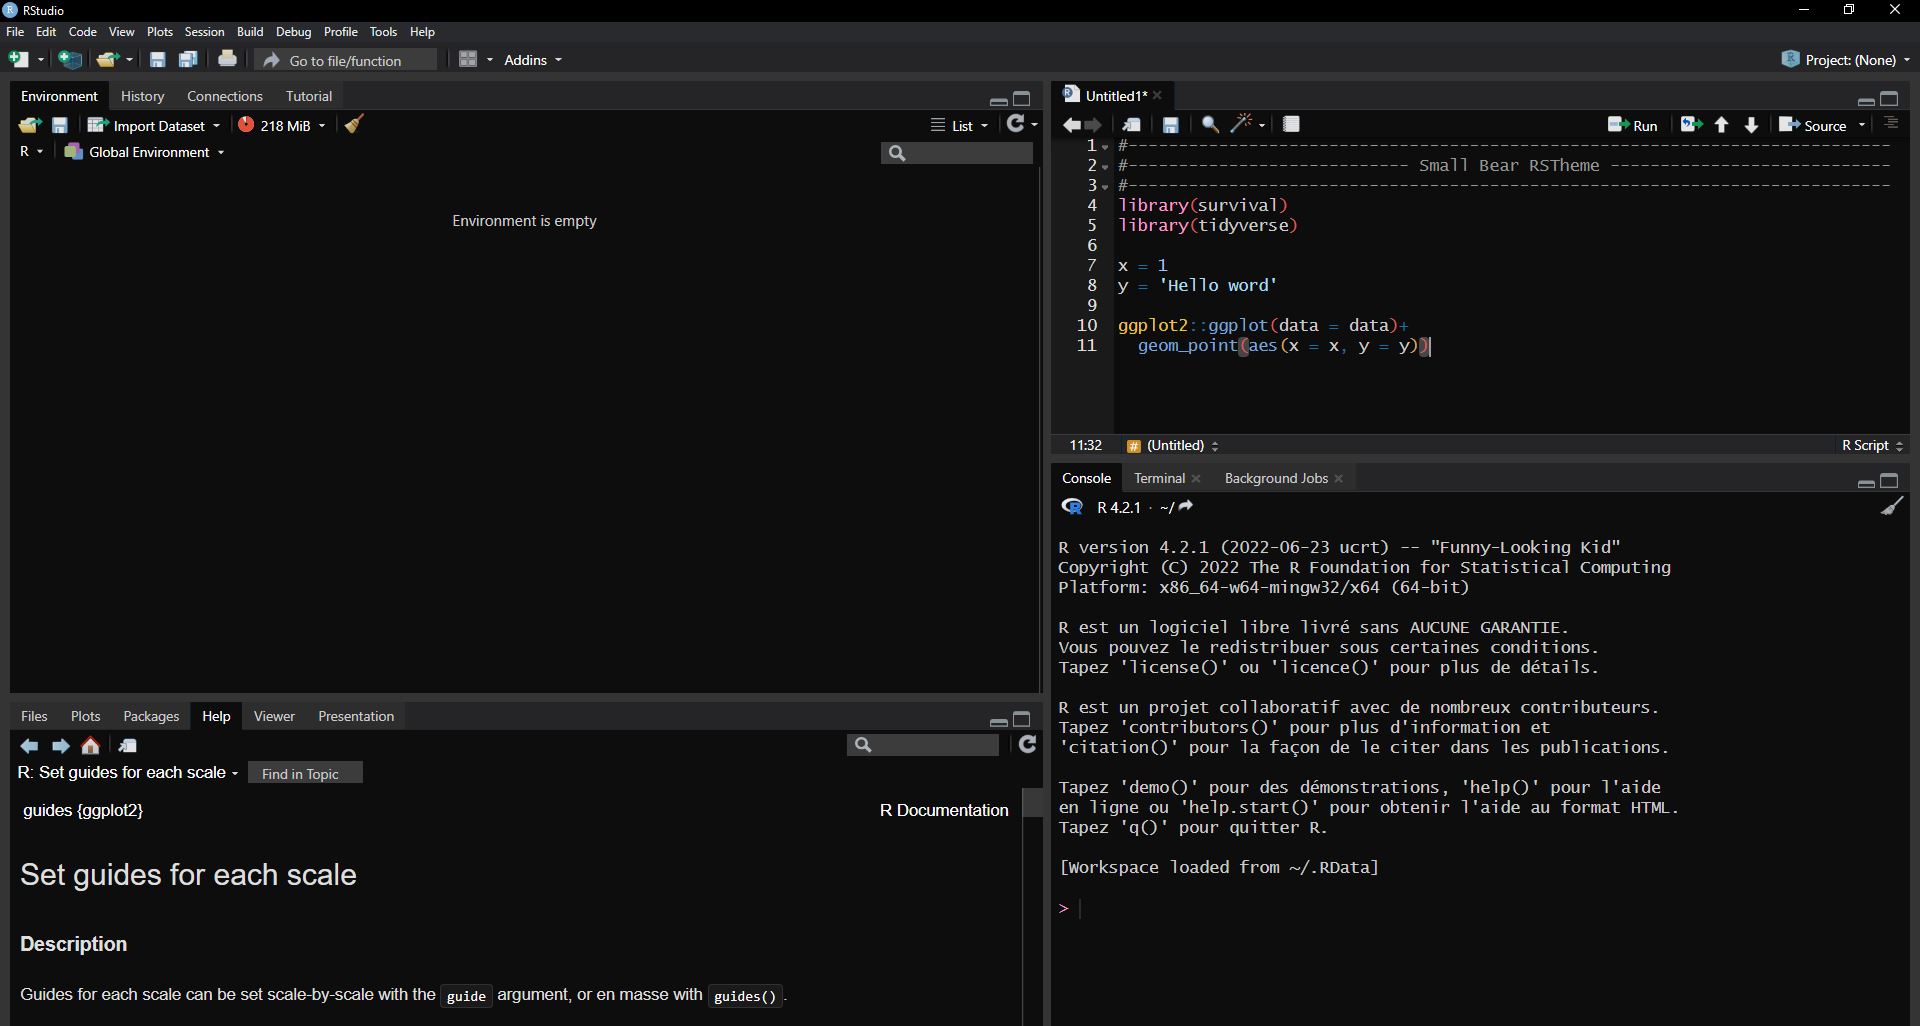 RStudio
File Edit Code View Plots Session Build Debug Profile Tools Help
Go to file/function Addins Project: (None)
Environment History Connections Tutorial
Import Dataset 218 MiB List
R Global Environment
Environment is empty
Files Plots Packages Help Viewer Presentation
R: Set guides for each scale Find in Topic
guides {ggplot2} R Documentation
Set guides for each scale
Description
Guides for each scale can be set scale-by-scale with the guide argument, or en masse with guides() .
Untitled1*
Run Source
1 #----------------------------------------------------------------------------
2 #---------------------------- Small Bear RSTheme ----------------------------
3 #----------------------------------------------------------------------------
4 library(survival)
5 library(tidyverse)
6
7 x = 1
8 y = 'Hello word'
9
10 ggplot2::ggplot(data = data)+
11   geom_point(aes(x = x, y = y))
11:32 # (Untitled) R Script
Console Terminal Background Jobs
R R 4.2.1 · ~/
R version 4.2.1 (2022-06-23 ucrt) -- "Funny-Looking Kid"
Copyright (C) 2022 The R Foundation for Statistical Computing
Platform: x86_64-w64-mingw32/x64 (64-bit)
R est un logiciel libre livré sans AUCUNE GARANTIE.
Vous pouvez le redistribuer sous certaines conditions.
Tapez 'license()' ou 'licence()' pour plus de détails.
R est un projet collaboratif avec de nombreux contributeurs.
Tapez 'contributors()' pour plus d'information et
'citation()' pour la façon de le citer dans les publications.
Tapez 'demo()' pour des démonstrations, 'help()' pour l'aide
en ligne ou 'help.start()' pour obtenir l'aide au format HTML.
Tapez 'q()' pour quitter R.
[Workspace loaded from ~/.RData]
>